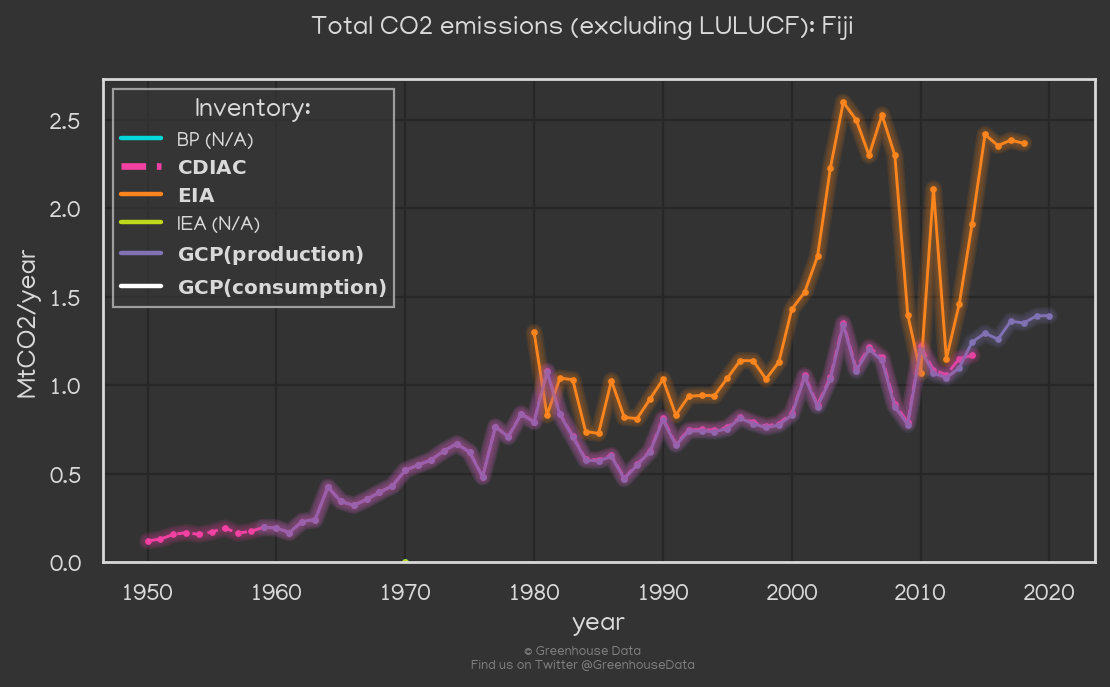 Total CO2 emissions (excluding LULUCF): Fiji
Inventory:
BP (N/A)
CDIAC
EIA
IEA (N/A)
GCP(production)
GCP(consumption)
MtCO2/year
2.5
2.0
1.5
1.0
0.5
0.0
1950 1960 1970 1980 1990 2000 2010 2020
year
© Greenhouse Data
Find us on Twitter @GreenhouseData